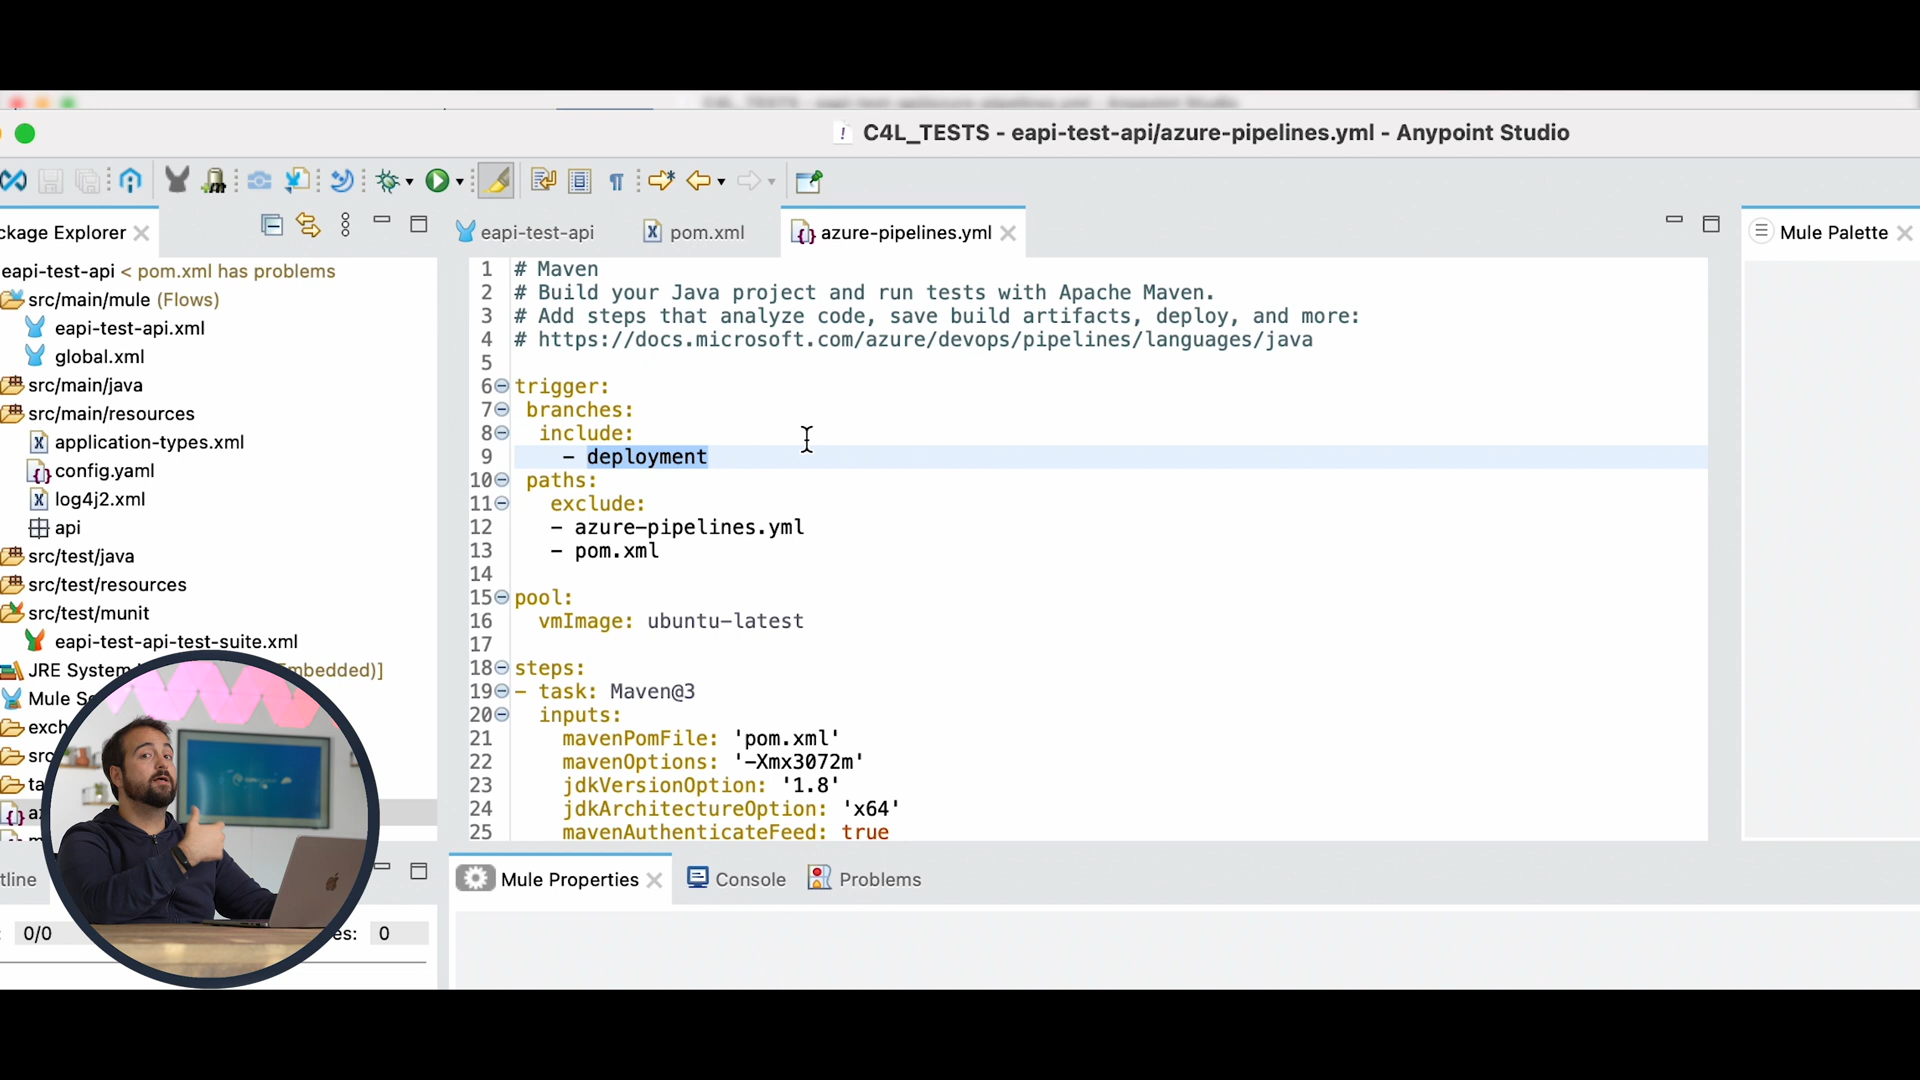 C4L_TESTS - eapi-test-api/azure-pipelines.yml - Anypoint Studio
ckage Explorer
eapi-test-api
pom.xml
azure-pipelines.yml
Mule Palette
eapi-test-api < pom.xml has problems
src/main/mule (Flows)
eapi-test-api.xml
global.xml
src/main/java
src/main/resources
application-types.xml
config.yaml
log4j2.xml
api
src/test/java
src/test/resources
src/test/munit
eapi-test-api-test-suite.xml
JRE System mbedded)]
Mule S
exch
src
ta
az
1 # Maven
2 # Build your Java project and run tests with Apache Maven.
3 # Add steps that analyze code, save build artifacts, deploy, and more:
4 # https://docs.microsoft.com/azure/devops/pipelines/languages/java
5
6 trigger:
7 branches:
8 include:
9 - deployment
10 paths:
11 exclude:
12 - azure-pipelines.yml
13 - pom.xml
14
15 pool:
16 vmImage: ubuntu-latest
17
18 steps:
19 - task: Maven@3
20 inputs:
21 mavenPomFile: 'pom.xml'
22 mavenOptions: '-Xmx3072m'
23 jdkVersionOption: '1.8'
24 jdkArchitectureOption: 'x64'
25 mavenAuthenticateFeed: true
tline
Mule Properties
Console
Problems
: 0/0
es: 0